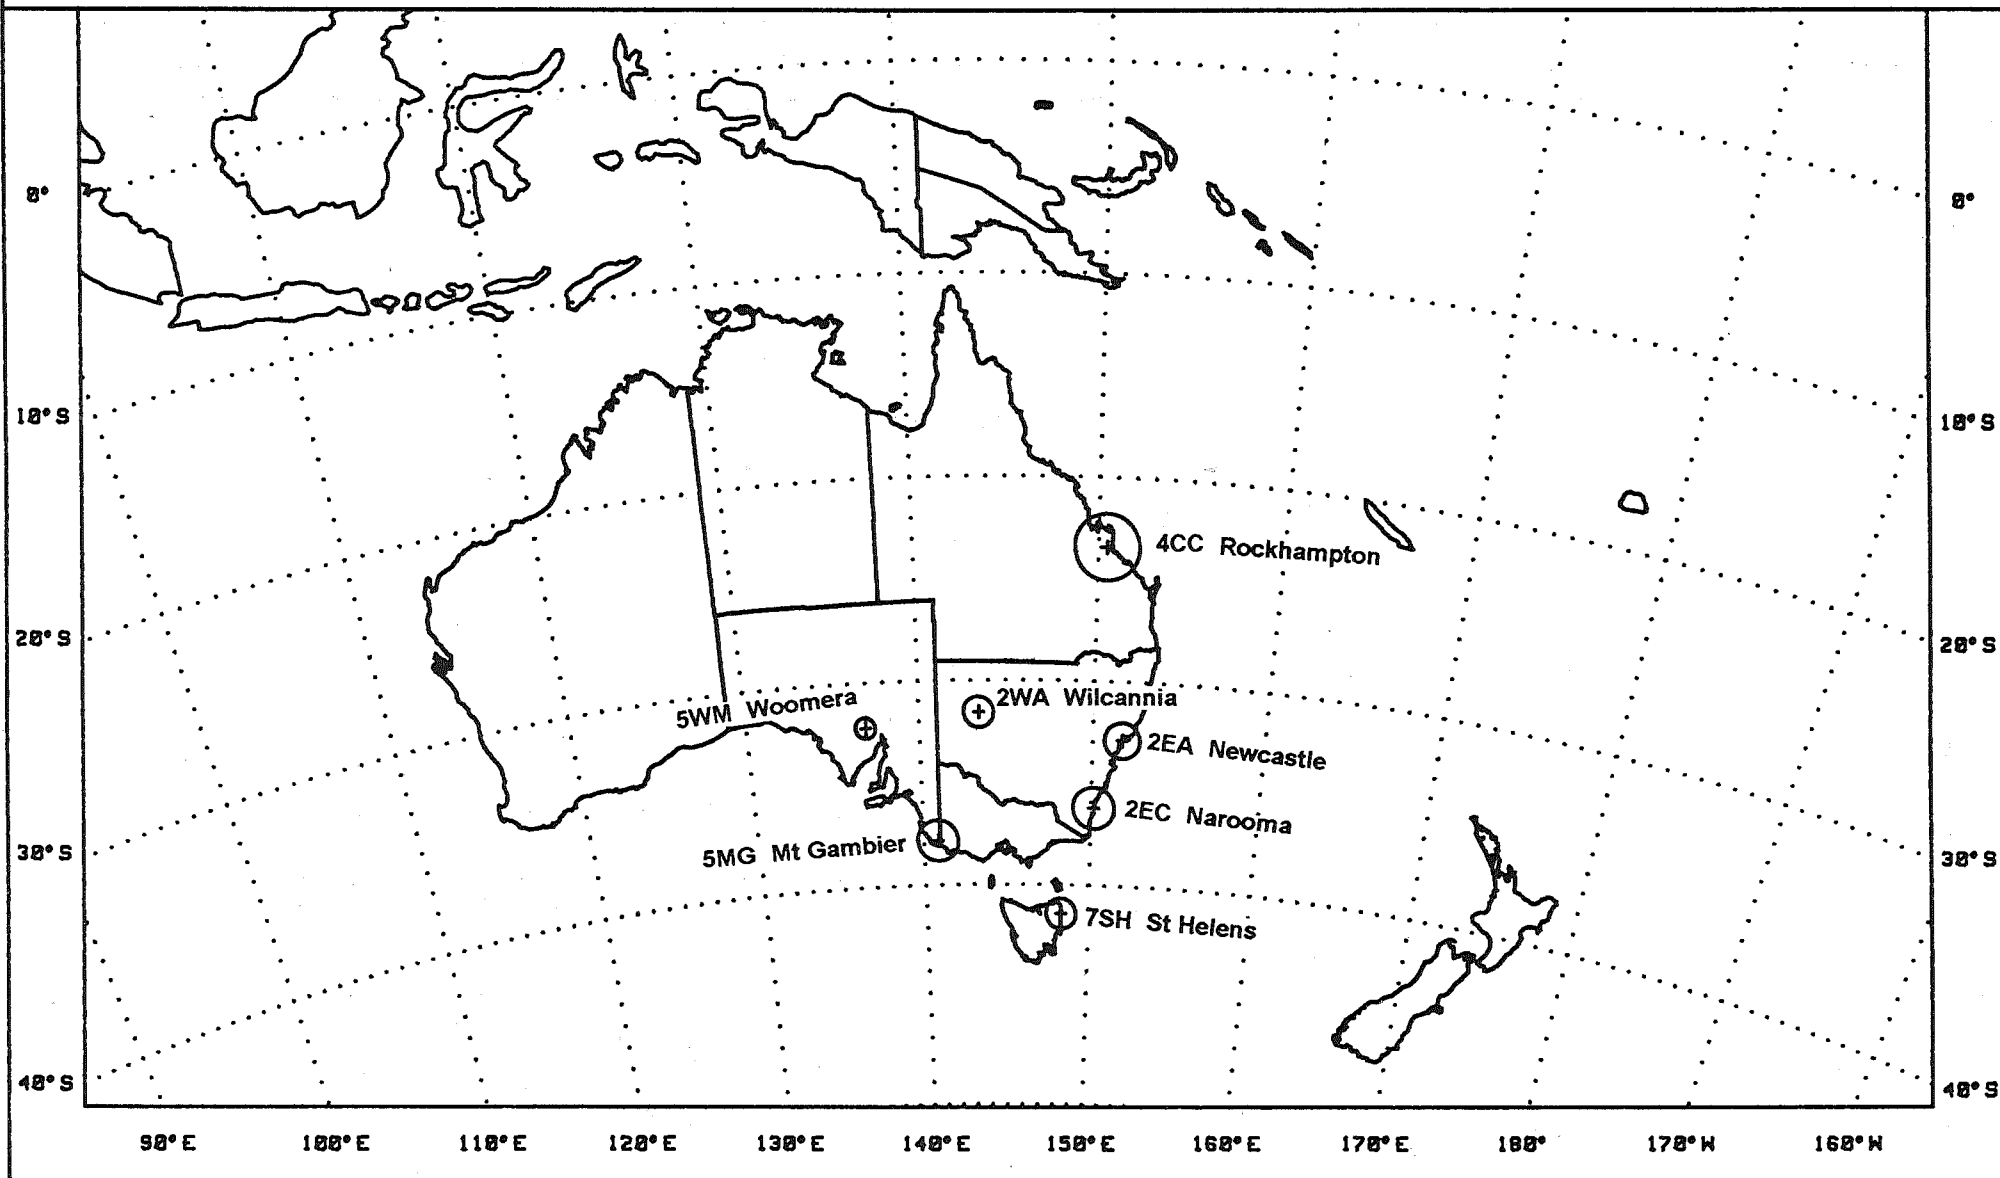 0°
0°
10°S
10°S
4CC Rockhampton
20°S
20°S
2WA Wilcannia
5WM Woomera
2EA Newcastle
2EC Narooma
5MG Mt Gambier
30°S
30°S
7SH St Helens
40°S
40°S
90°E 100°E 110°E 120°E 130°E 140°E 150°E 160°E 170°E 180° 170°W 160°W